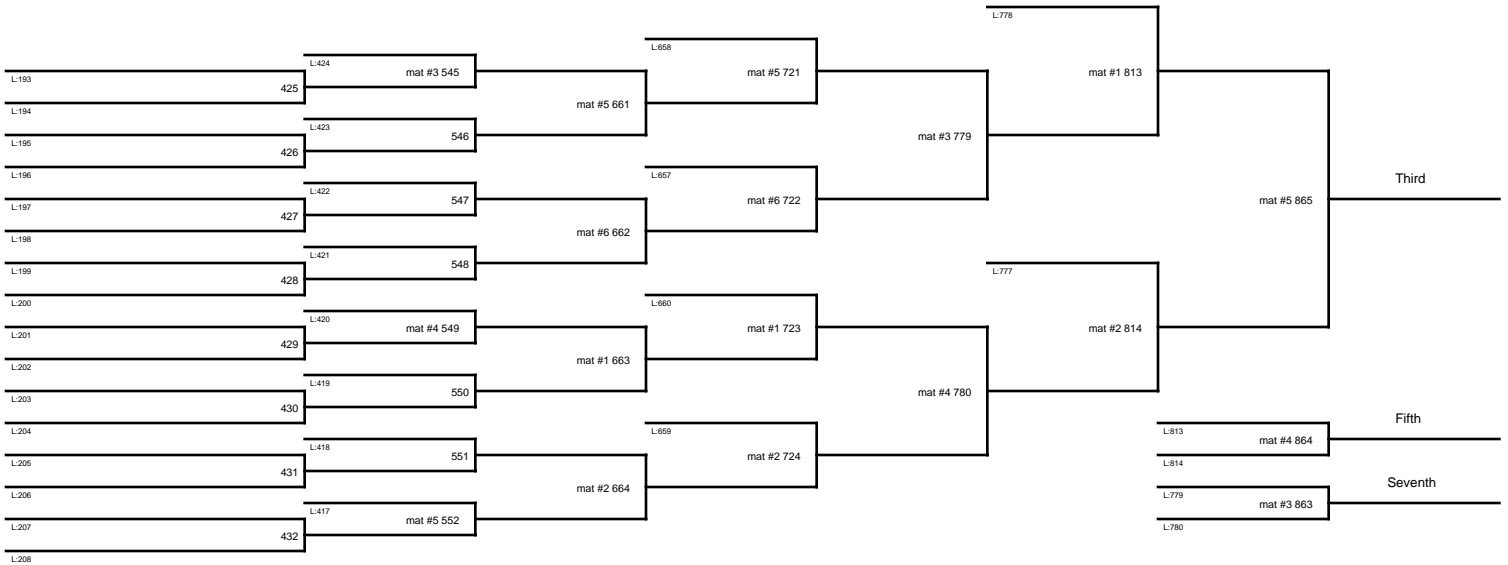 L:778
L:658
L:424
mat #3 545
mat #5 721
mat #1 813
L:193
425
mat #5 661
L:194
L:423
546
mat #3 779
L:195
426
L:196
L:657
L:422
547
mat #6 722
Third
mat #5 865
L:197
427
mat #6 662
L:198
L:421
548
L:777
L:199
428
L:200
L:660
L:420
mat #4 549
mat #1 723
mat #2 814
L:201
429
mat #1 663
L:202
L:419
550
mat #4 780
L:203
430
L:204
L:659
L:418
551
mat #2 724
Fifth
L:813
mat #4 864
L:814
L:205
431
mat #2 664
L:206
Seventh
L:779
mat #3 863
L:780
L:417
mat #5 552
L:207
432
L:208